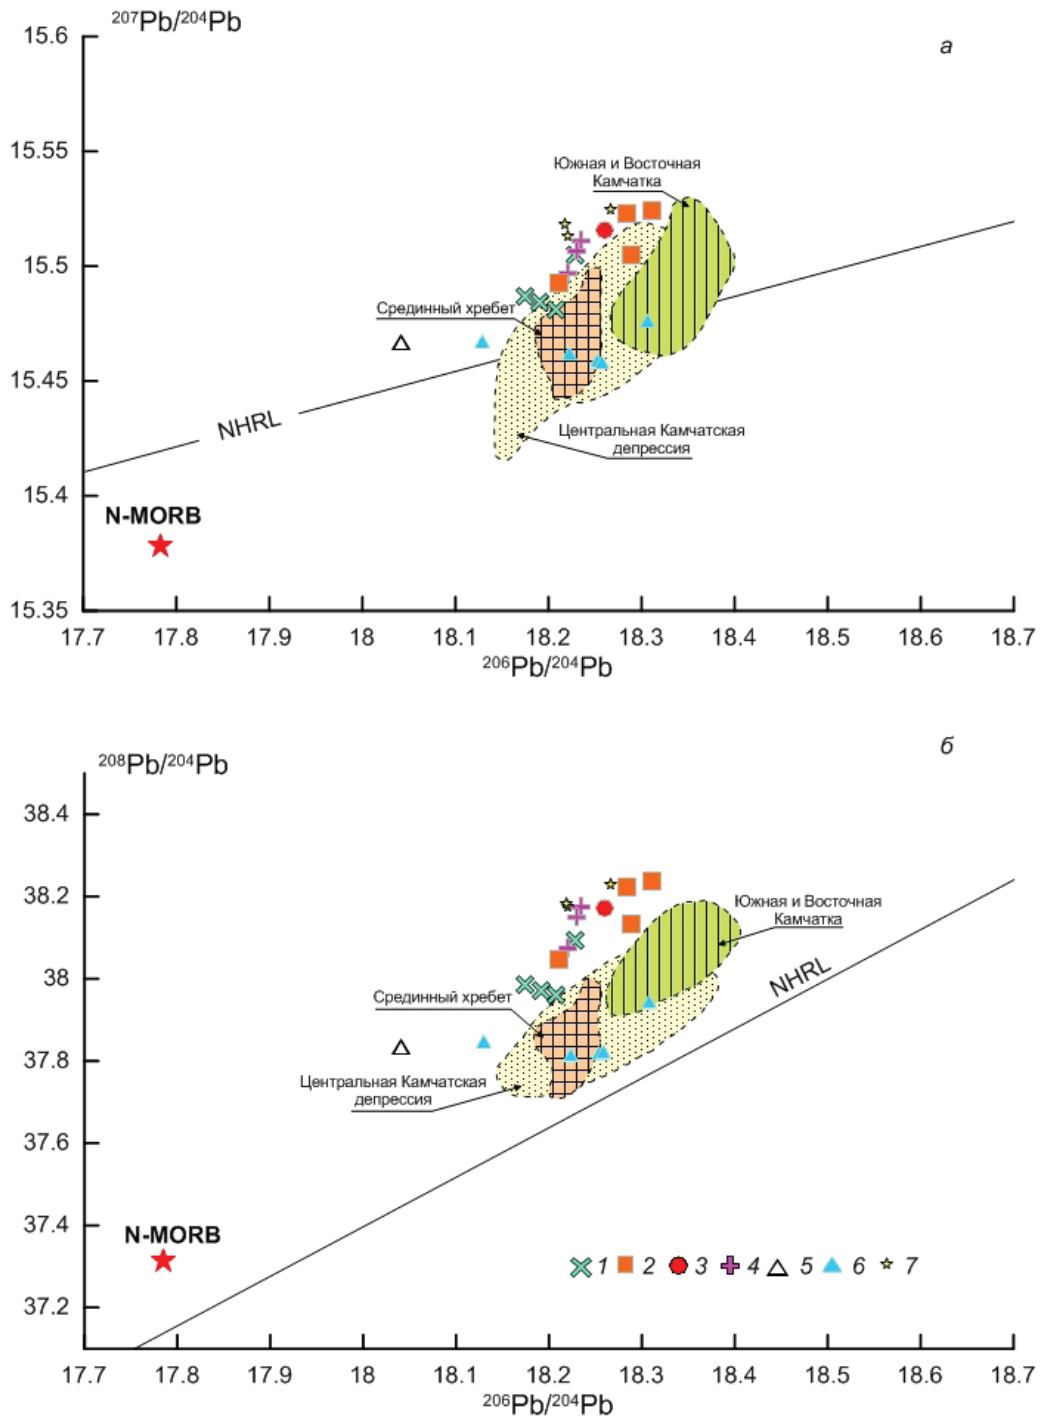 ²⁰⁷Pb/²⁰⁴Pb
а
15.6
15.55
15.5
15.45
15.4
15.35
Южная и Восточная
Камчатка
Срединный хребет
NHRL
Центральная Камчатская
депрессия
N-MORB
17.7 17.8 17.9 18 18.1 18.2 18.3 18.4 18.5 18.6 18.7
²⁰⁶Pb/²⁰⁴Pb
²⁰⁸Pb/²⁰⁴Pb
б
38.4
38.2
38
37.8
37.6
37.4
37.2
Южная и Восточная
Камчатка
NHRL
Срединный хребет
Центральная Камчатская
депрессия
N-MORB
1 2 3 4 5 6 7
17.7 17.8 17.9 18 18.1 18.2 18.3 18.4 18.5 18.6 18.7
²⁰⁶Pb/²⁰⁴Pb